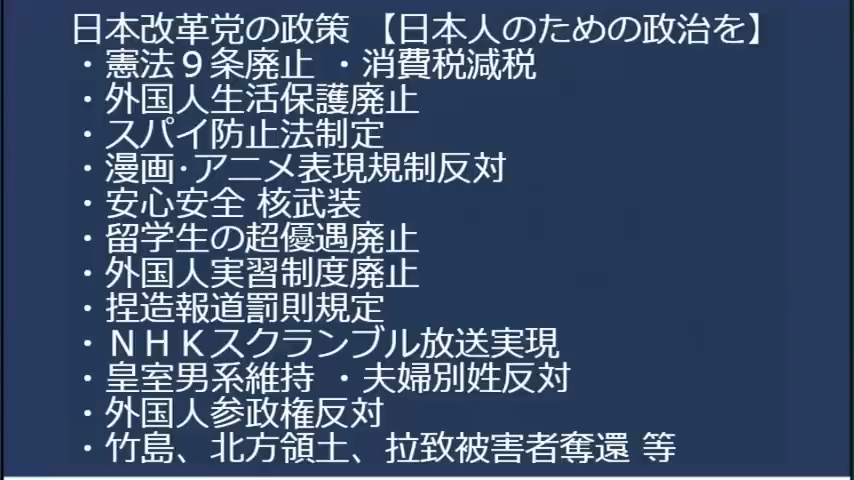 日本改革党の政策 【日本人のための政治を】
・憲法９条廃止 ・消費税減税
・外国人生活保護廃止
・スパイ防止法制定
・漫画･アニメ表現規制反対
・安心安全 核武装
・留学生の超優遇廃止
・外国人実習制度廃止
・捏造報道罰則規定
・ＮＨＫスクランブル放送実現
・皇室男系維持 ・夫婦別姓反対
・外国人参政権反対
・竹島、北方領土、拉致被害者奪還 等